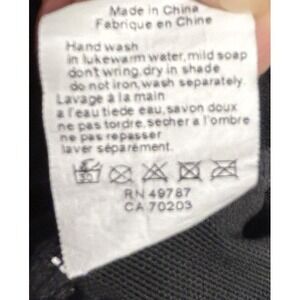 Made in China
Fabrique en Chine
Hand wash
in lukewarm water, mild soap
don't wring, dry in shade
do not iron, wash separately.
Lavage à la main
a l'eau tiede eau, savon doux
ne pas tordre, secher a l'ombre
ne pas repasser
laver séparément.
30
RN 49787
CA 70203